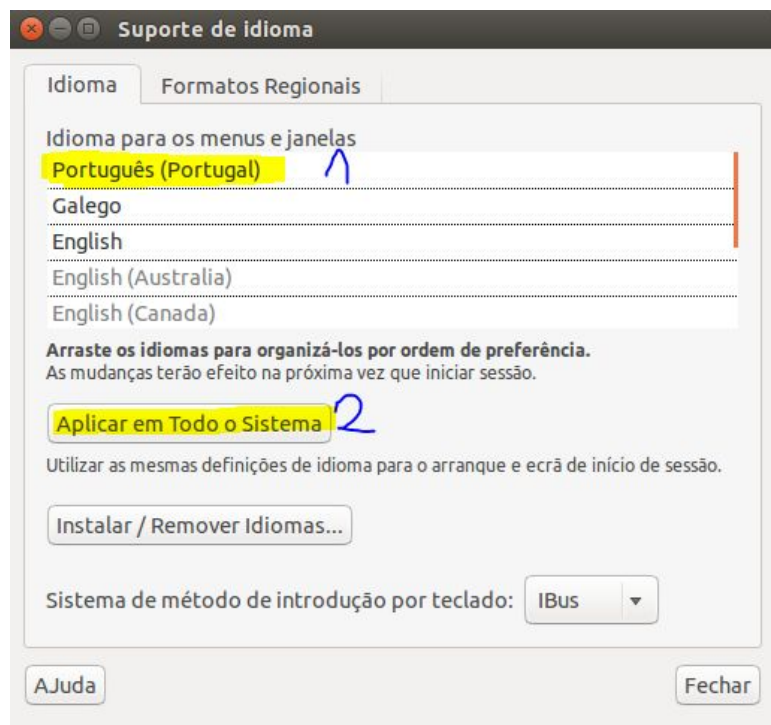 Suporte de idioma
Idioma Formatos Regionais
Idioma para os menus e janelas
Português (Portugal) 1
Galego
English
English (Australia)
English (Canada)
Arraste os idiomas para organizá-los por ordem de preferência.
As mudanças terão efeito na próxima vez que iniciar sessão.
Aplicar em Todo o Sistema 2
Utilizar as mesmas definições de idioma para o arranque e ecrã de início de sessão.
Instalar / Remover Idiomas...
Sistema de método de introdução por teclado: IBus
AJuda Fechar